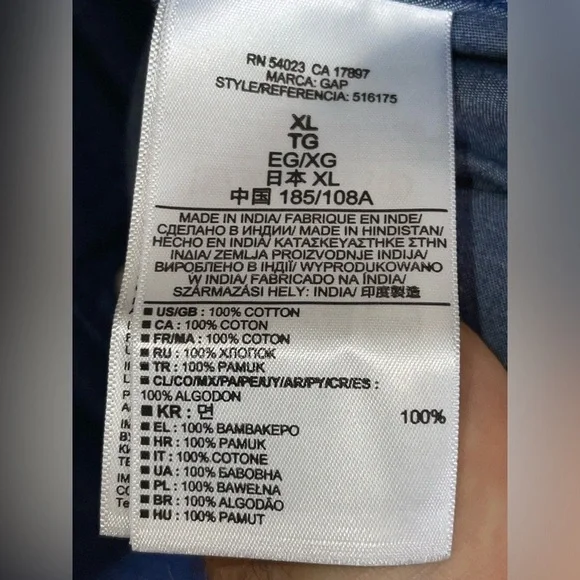 RN 54023 CA 17897
MARCA: GAP
STYLE/REFERENCIA: 516175
XL
TG
EG/XG
日本 XL
中国 185/108A
MADE IN INDIA/ FABRIQUE EN INDE/
СДЕЛАНО В ИНДИИ/ MADE IN HINDISTAN/
HECHO EN INDIA/ ΚΑΤΑΣΚΕΥΑΣΤΗΚΕ ΣΤΗΝ
ΙΝΔΙΑ/ ZEMLJA PROIZVODNJE INDIJA/
ВИРОБЛЕНО В ІНДІЇ/ WYPRODUKOWANO
W INDIA/ FABRICADO NA ÍNDIA/
SZÁRMAZÁSI HELY: INDIA/ 印度製造
■ US/GB : 100% COTTON
■ CA : 100% COTON
■ FR/MA : 100% COTON
■ RU : 100% ХЛОПОК
■ TR : 100% PAMUK
■ CL/CO/MX/PA/PE/UY/AR/PY/CR/ES :
100% ALGODON
■ KR : 면 100%
■ EL : 100% ΒΑΜΒΑΚΕΡΟ
■ HR : 100% PAMUK
■ IT : 100% COTONE
■ UA : 100% БАВОВНА
■ PL : 100% BAWEŁNA
■ BR : 100% ALGODÃO
■ HU : 100% PAMUT